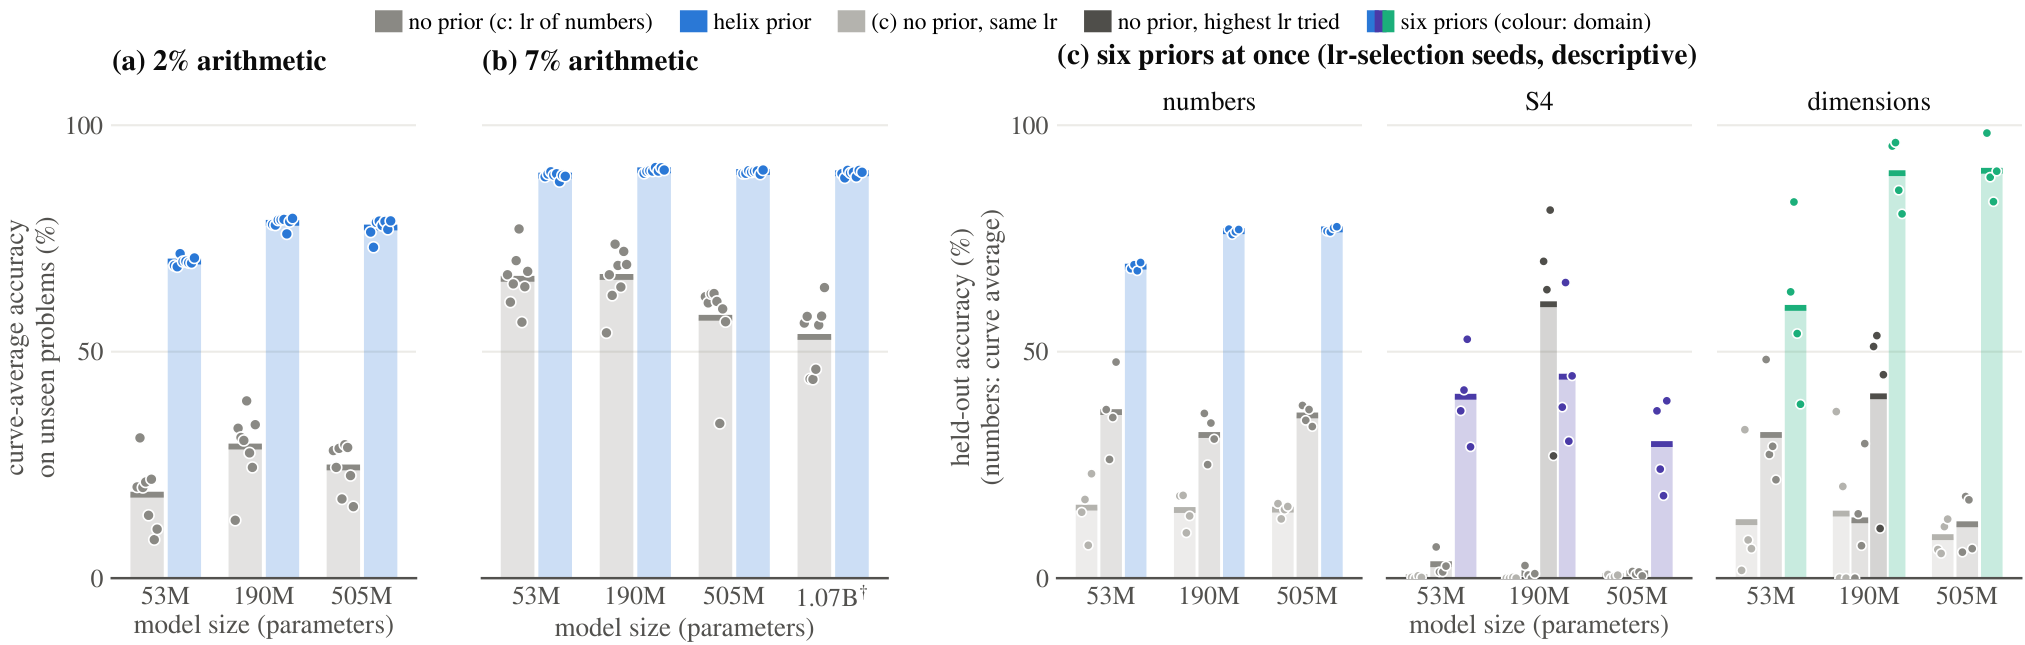 no prior (c: lr of numbers) helix prior (c) no prior, same lr no prior, highest lr tried six priors (colour: domain)
(a) 2% arithmetic
(b) 7% arithmetic
(c) six priors at once (lr-selection seeds, descriptive)
numbers
S4
dimensions
curve-average accuracy
on unseen problems (%)
100
50
0
53M 190M 505M
model size (parameters)
53M 190M 505M 1.07B†
model size (parameters)
held-out accuracy (%)
(numbers: curve average)
100
50
0
53M 190M 505M
53M 190M 505M
53M 190M 505M
model size (parameters)